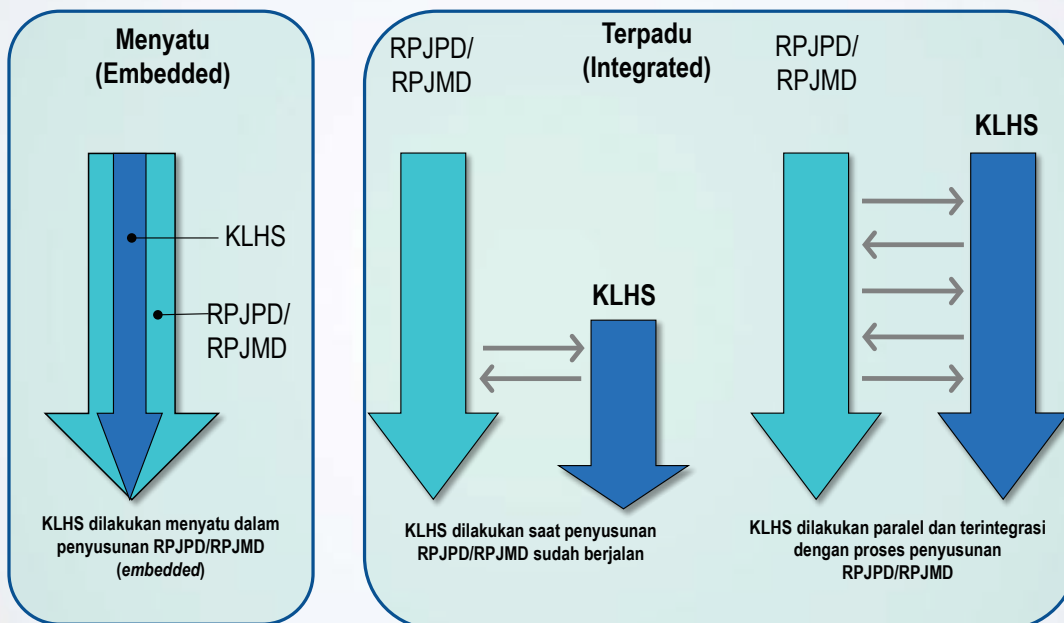 Menyatu
(Embedded)
KLHS
RPJPD/
RPJMD
KLHS dilakukan menyatu dalam
penyusunan RPJPD/RPJMD
(embedded)
Terpadu
(Integrated)
RPJPD/
RPJMD
KLHS
KLHS dilakukan saat penyusunan
RPJPD/RPJMD sudah berjalan
RPJPD/
RPJMD
KLHS
KLHS dilakukan paralel dan terintegrasi
dengan proses penyusunan
RPJPD/RPJMD